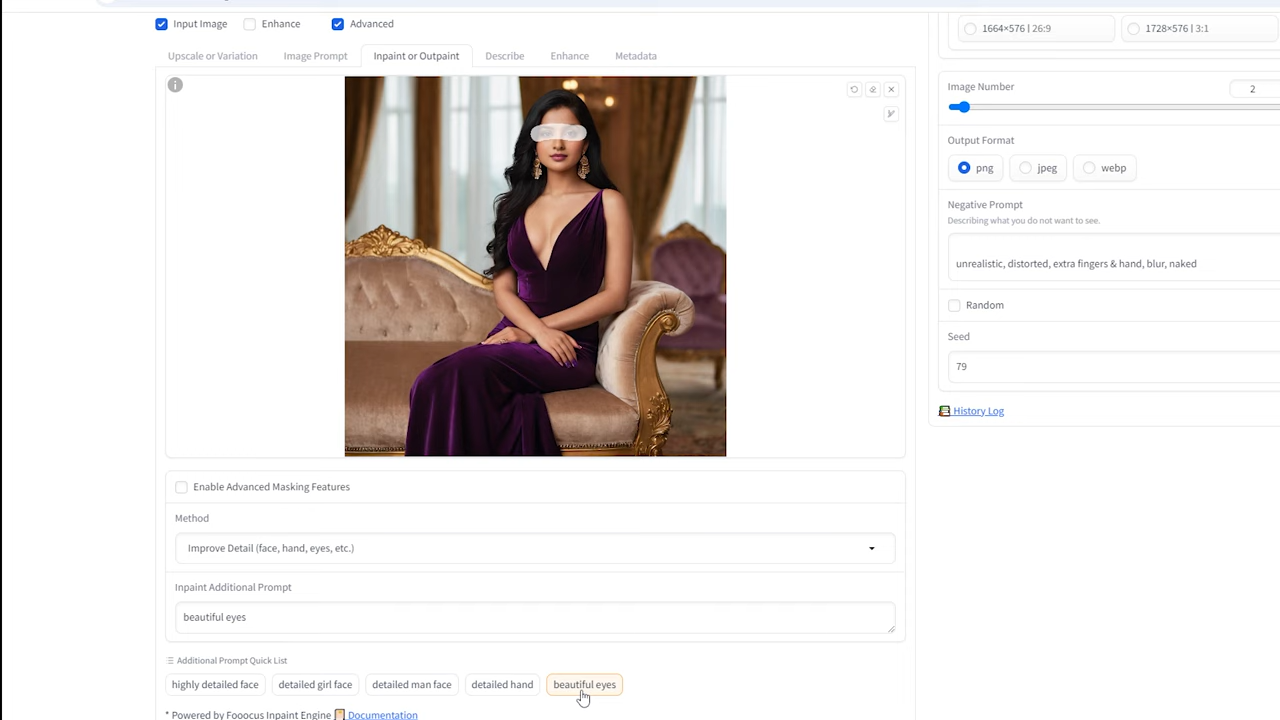 Input Image
Enhance
Advanced
Upscale or Variation
Image Prompt
Inpaint or Outpaint
Describe
Enhance
Metadata
Enable Advanced Masking Features
Method
Improve Detail (face, hand, eyes, etc.)
Inpaint Additional Prompt
beautiful eyes
Additional Prompt Quick List
highly detailed face
detailed girl face
detailed man face
detailed hand
beautiful eyes
* Powered by Fooocus Inpaint Engine Documentation
1664×576 | 26:9
1728×576 | 3:1
Image Number
2
Output Format
png
jpeg
webp
Negative Prompt
Describing what you do not want to see.
unrealistic, distorted, extra fingers & hand, blur, naked
Random
Seed
79
History Log